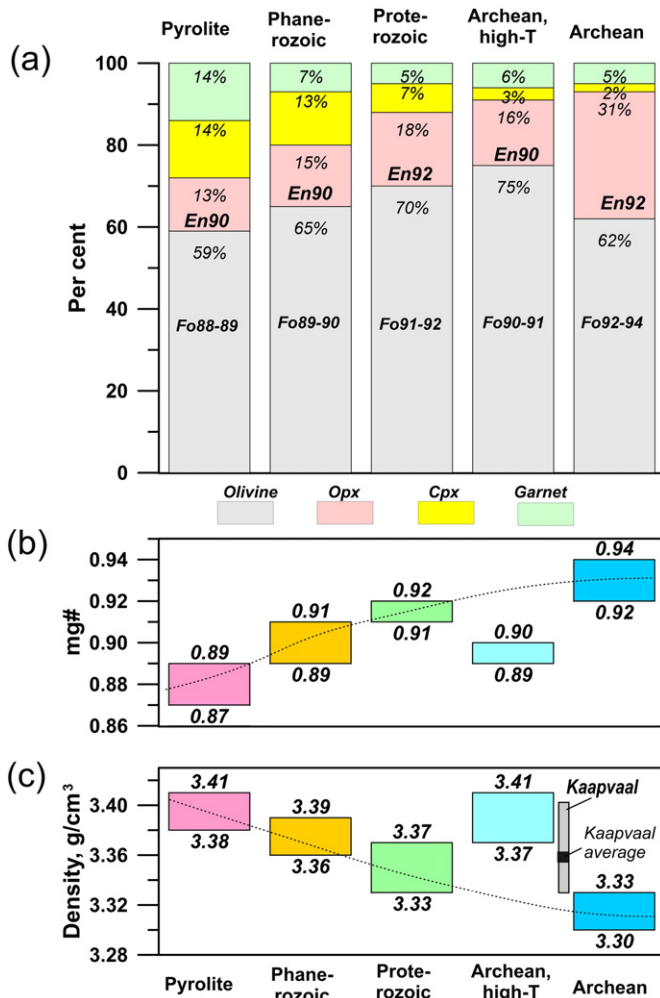 (a)
Pyrolite
Phane-
rozoic
Prote-
rozoic
Archean,
high-T
Archean
Per cent
100
80
60
40
20
0
14%
14%
13%
En90
59%
Fo88-89
7%
13%
15%
En90
65%
Fo89-90
5%
7%
18%
En92
70%
Fo91-92
6%
3%
16%
En90
75%
Fo90-91
5%
2%
31%
En92
62%
Fo92-94
Olivine Opx Cpx Garnet
(b)
mg#
0.94
0.92
0.90
0.88
0.86
0.89
0.87
0.91
0.89
0.92
0.91
0.90
0.89
0.94
0.92
(c)
Density, g/cm³
3.40
3.36
3.32
3.28
3.41
3.38
3.39
3.36
3.37
3.33
3.41
3.37
Kaapvaal
Kaapvaal
average
3.33
3.30
Pyrolite
Phane-
rozoic
Prote-
rozoic
Archean,
high-T
Archean